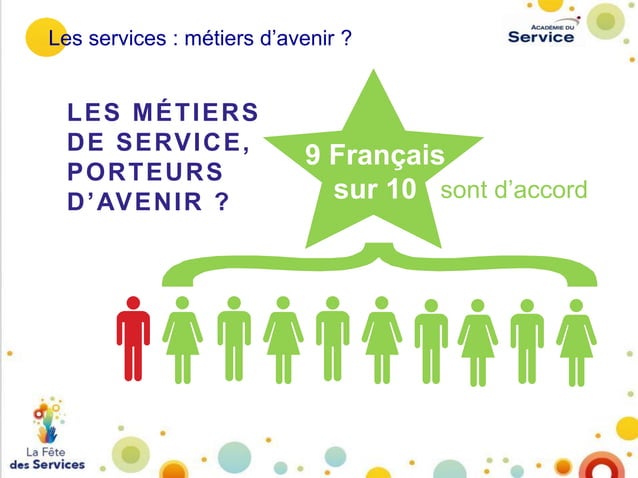 Les services : métiers d’avenir ?
ACADÉMIE DU
Service
LES MÉTIERS
DE SERVICE,
PORTEURS
D’AVENIR ?
9 Français
sur 10 sont d’accord
La Fête
des Services